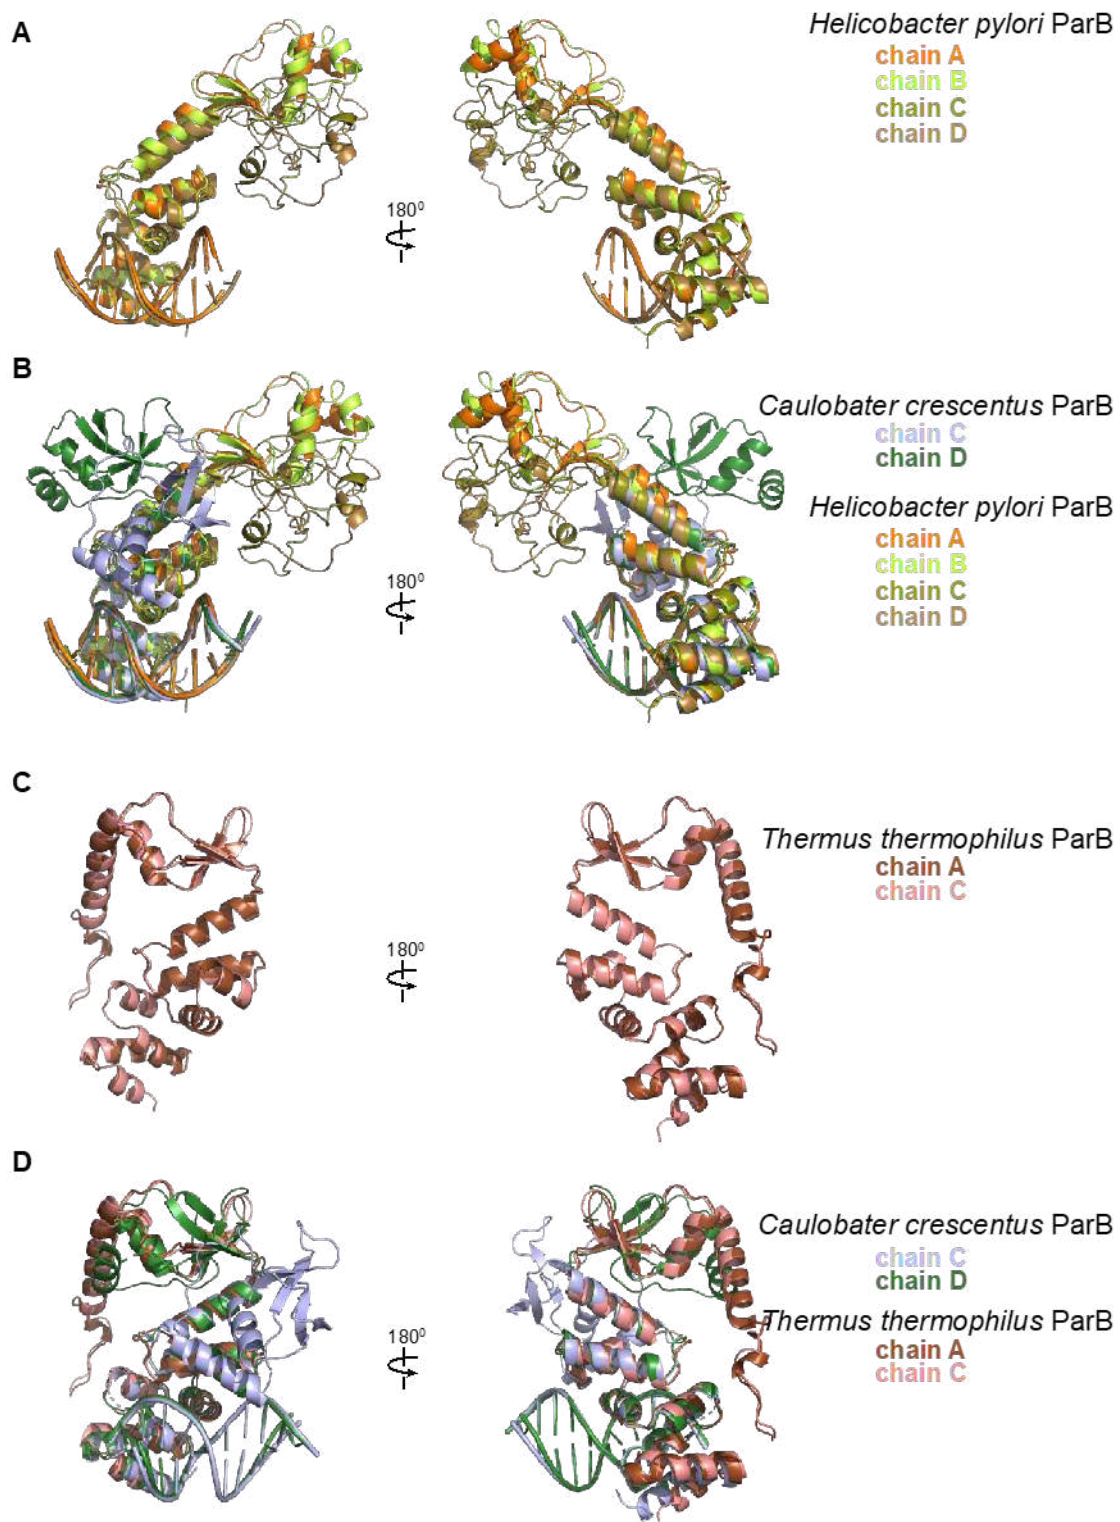 A
Helicobacter pylori ParB
chain A
chain B
chain C
chain D
180⁰
B
Caulobater crescentus ParB
chain C
chain D
Helicobacter pylori ParB
chain A
chain B
chain C
chain D
180⁰
C
Thermus thermophilus ParB
chain A
chain C
180⁰
D
Caulobater crescentus ParB
chain C
chain D
Thermus thermophilus ParB
chain A
chain C
180⁰